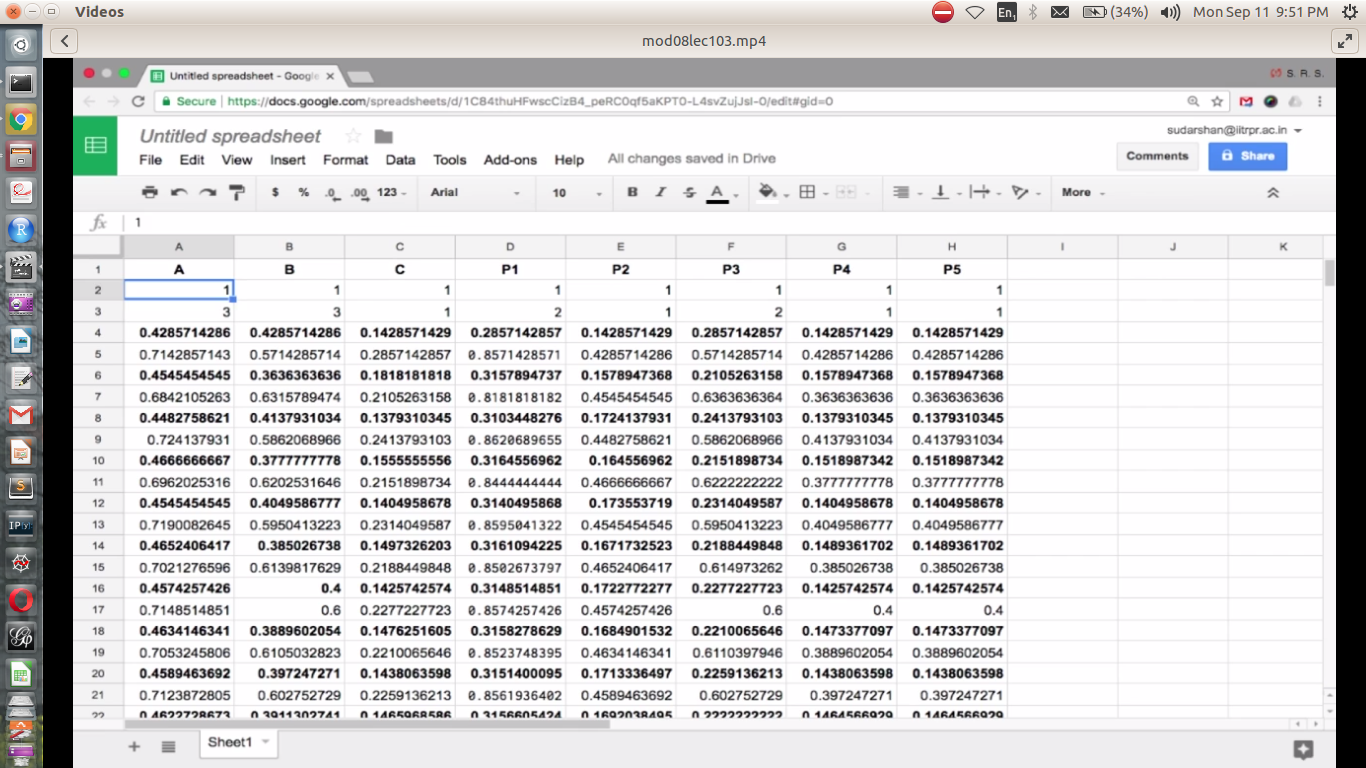 Videos
En1
(34%)
Mon Sep 11 9:51 PM
mod08lec103.mp4
Untitled spreadsheet - Google
S. R. S.
Secure https://docs.google.com/spreadsheets/d/1C84thuHFwscCizB4_peRC0qf5aKPT0-L4svZujJsI-0/edit#gid=0
Untitled spreadsheet
sudarshan@iitrpr.ac.in
File Edit View Insert Format Data Tools Add-ons Help All changes saved in Drive
Comments Share
$ % .0 .00 123 Arial 10 B I S A More
fx 1
A B C D E F G H I J K
1 A B C P1 P2 P3 P4 P5
2 1 1 1 1 1 1 1 1
3 3 3 1 2 1 2 1 1
4 0.4285714286 0.4285714286 0.1428571429 0.2857142857 0.1428571429 0.2857142857 0.1428571429 0.1428571429
5 0.7142857143 0.5714285714 0.2857142857 0.8571428571 0.4285714286 0.5714285714 0.4285714286 0.4285714286
6 0.4545454545 0.3636363636 0.1818181818 0.3157894737 0.1578947368 0.2105263158 0.1578947368 0.1578947368
7 0.6842105263 0.6315789474 0.2105263158 0.8181818182 0.4545454545 0.6363636364 0.3636363636 0.3636363636
8 0.4482758621 0.4137931034 0.1379310345 0.3103448276 0.1724137931 0.2413793103 0.1379310345 0.1379310345
9 0.724137931 0.5862068966 0.2413793103 0.8620689655 0.4482758621 0.5862068966 0.4137931034 0.4137931034
10 0.4666666667 0.3777777778 0.1555555556 0.3164556962 0.164556962 0.2151898734 0.1518987342 0.1518987342
11 0.6962025316 0.6202531646 0.2151898734 0.8444444444 0.4666666667 0.6222222222 0.3777777778 0.3777777778
12 0.4545454545 0.4049586777 0.1404958678 0.3140495868 0.173553719 0.2314049587 0.1404958678 0.1404958678
13 0.7190082645 0.5950413223 0.2314049587 0.8595041322 0.4545454545 0.5950413223 0.4049586777 0.4049586777
14 0.4652406417 0.385026738 0.1497326203 0.3161094225 0.1671732523 0.2188449848 0.1489361702 0.1489361702
15 0.7021276596 0.6139817629 0.2188449848 0.8502673797 0.4652406417 0.614973262 0.385026738 0.385026738
16 0.4574257426 0.4 0.1425742574 0.3148514851 0.1722772277 0.2277227723 0.1425742574 0.1425742574
17 0.7148514851 0.6 0.2277227723 0.8574257426 0.4574257426 0.6 0.4 0.4
18 0.4634146341 0.3889602054 0.1476251605 0.3158278629 0.1684901532 0.2210065646 0.1473377097 0.1473377097
19 0.7053245806 0.6105032823 0.2210065646 0.8523748395 0.4634146341 0.6110397946 0.3889602054 0.3889602054
20 0.4589463692 0.397247271 0.1438063598 0.3151400095 0.1713336497 0.2259136213 0.1438063598 0.1438063598
21 0.7123872805 0.602752729 0.2259136213 0.8561936402 0.4589463692 0.602752729 0.397247271 0.397247271
22 0.4622728673 0.3911302741 0.1465968586 0.3156605424 0.1692038495 0.2222222222 0.1464566929 0.1464566929
Sheet1